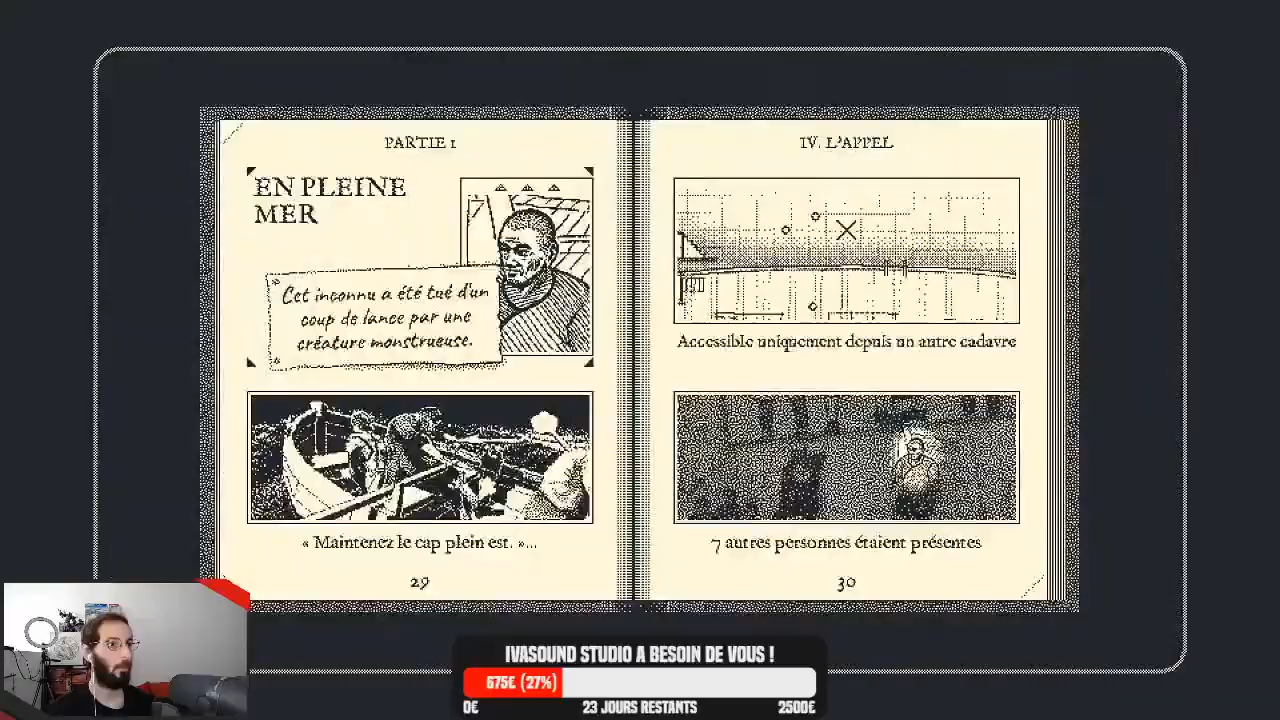 PARTIE 1
EN PLEINE
MER
Cet inconnu a été tué d'un
coup de lance par une
créature monstrueuse.
« Maintenez le cap plein est. »...
29
IV. L'APPEL
Accessible uniquement depuis un autre cadavre
7 autres personnes étaient présentes
30
IVASOUND STUDIO A BESOIN DE VOUS !
675€ (27%)
0€ 23 JOURS RESTANTS 2500€